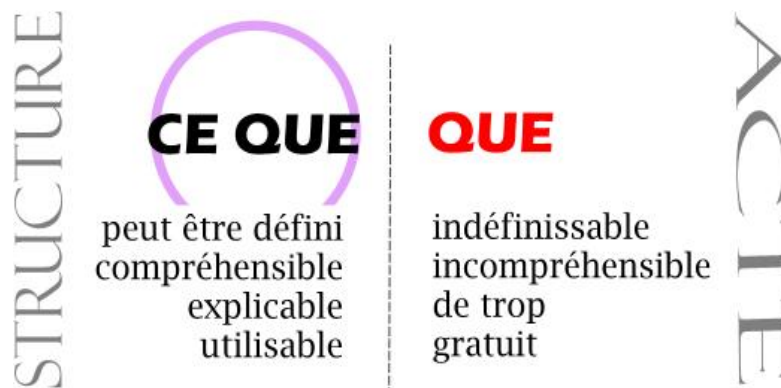 STRUCTURE
CE QUE
peut être défini
compréhensible
explicable
utilisable
QUE
indéfinissable
incompréhensible
de trop
gratuit
ACTE